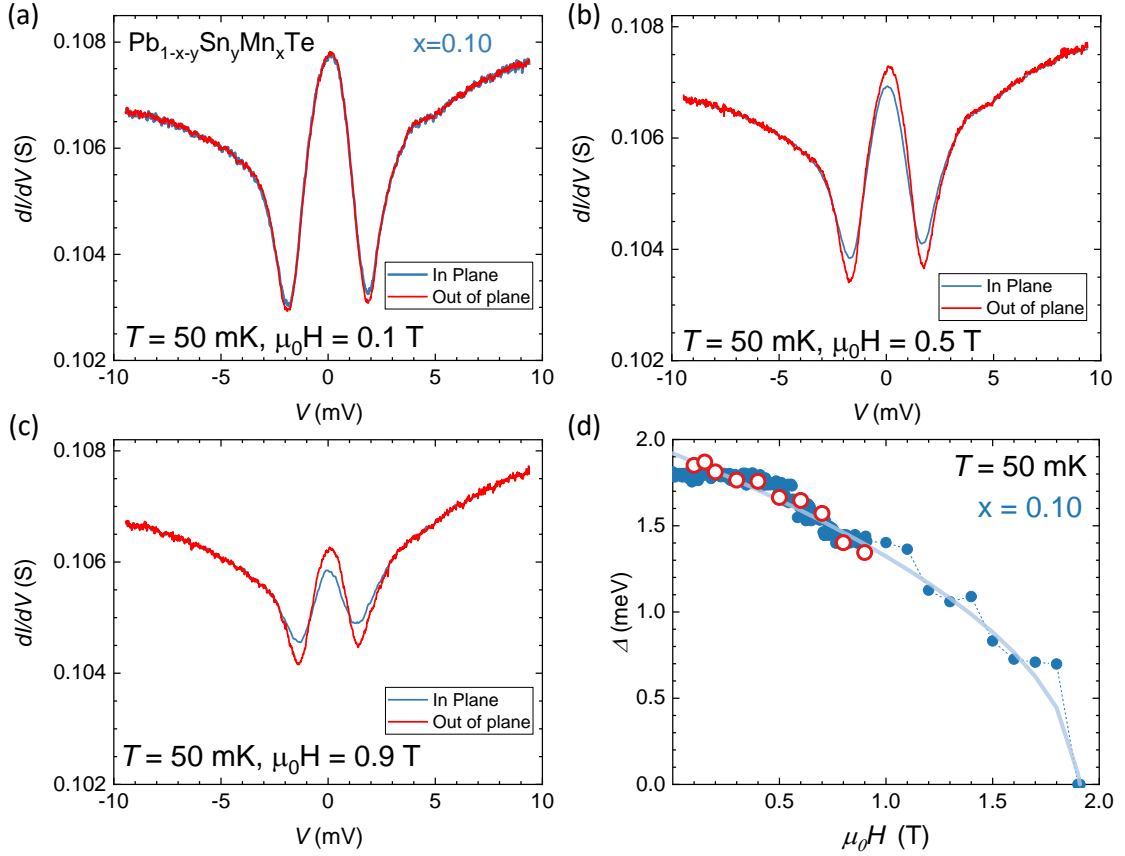 (a)
Pb1-x-ySnyMnxTe
x=0.10
0.108
0.106
0.104
0.102
dI/dV (S)
In Plane
Out of plane
T = 50 mK, μ0H = 0.1 T
-10 -5 0 5 10
V (mV)
(b)
0.108
0.106
0.104
0.102
dI/dV (S)
In Plane
Out of plane
T = 50 mK, μ0H = 0.5 T
-10 -5 0 5 10
V (mV)
(c)
0.108
0.106
0.104
0.102
dI/dV (S)
In Plane
Out of plane
T = 50 mK, μ0H = 0.9 T
-10 -5 0 5 10
V (mV)
(d)
T = 50 mK
x = 0.10
2.0
1.5
1.0
0.5
0.0
Δ (meV)
0.5 1.0 1.5 2.0
μ0H (T)